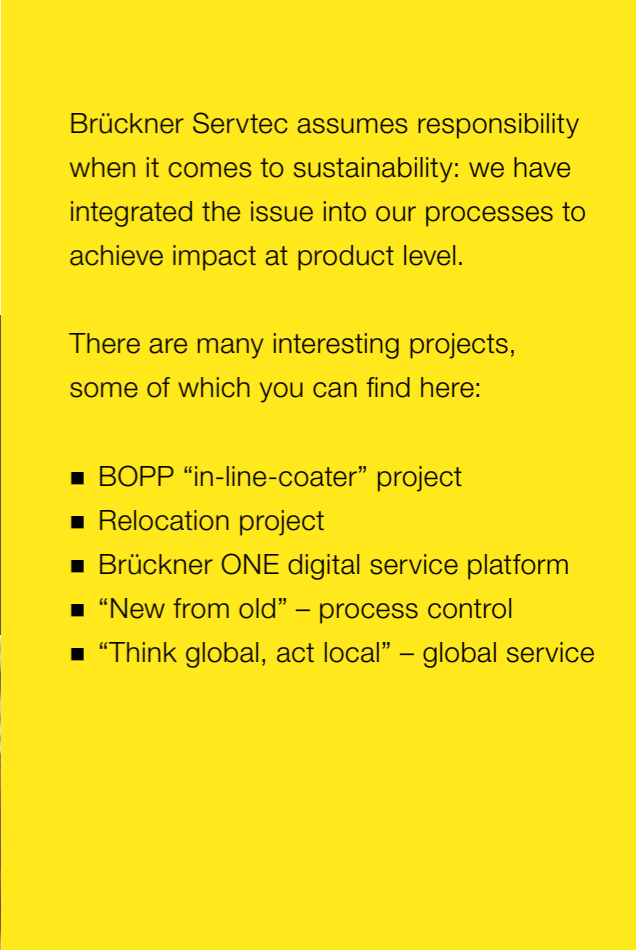 Brückner Servtec assumes responsibility
when it comes to sustainability: we have
integrated the issue into our processes to
achieve impact at product level.
There are many interesting projects,
some of which you can find here:
■ BOPP “in-line-coater” project
■ Relocation project
■ Brückner ONE digital service platform
■ “New from old” – process control
■ “Think global, act local” – global service